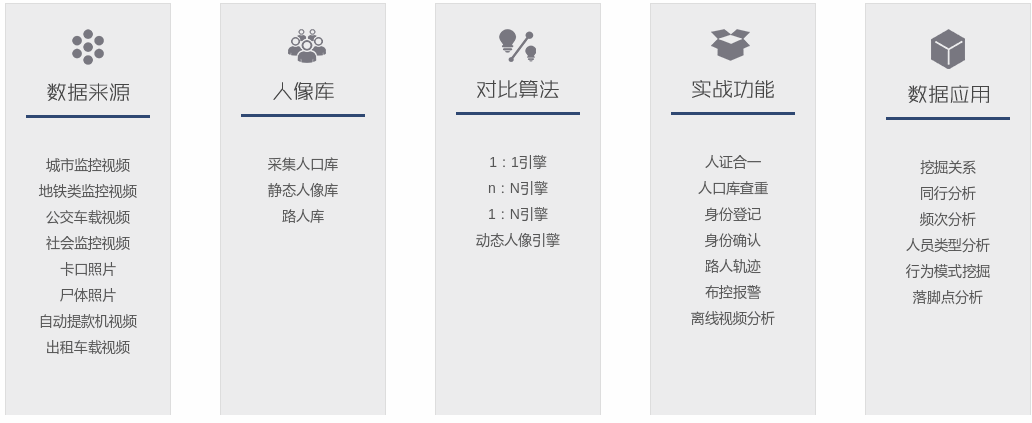 数据来源
城市监控视频
地铁类监控视频
公交车载视频
社会监控视频
卡口照片
尸体照片
自动提款机视频
出租车载视频
人像库
采集人口库
静态人像库
路人库
对比算法
1：1引擎
n：N引擎
1：N引擎
动态人像引擎
实战功能
人证合一
人口库查重
身份登记
身份确认
路人轨迹
布控报警
离线视频分析
数据应用
挖掘关系
同行分析
频次分析
人员类型分析
行为模式挖掘
落脚点分析